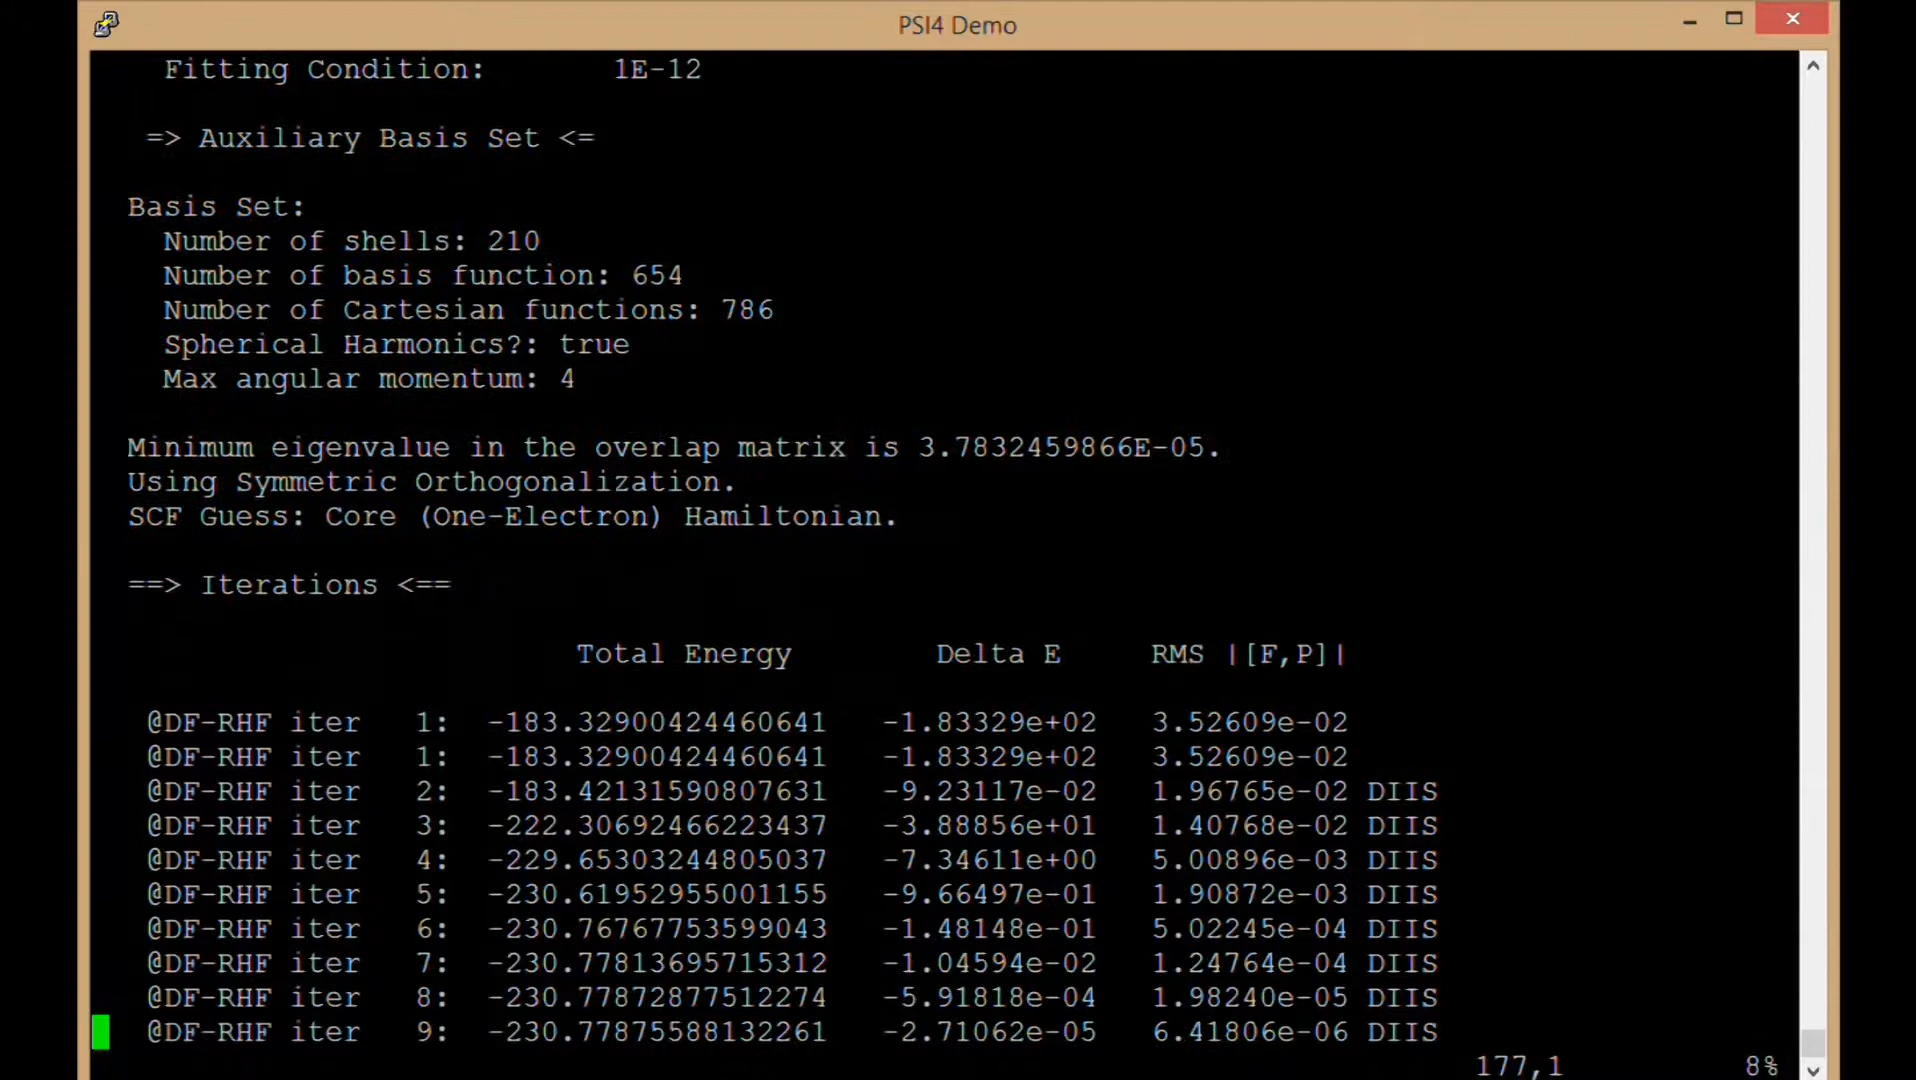 PSI4 Demo
Fitting Condition: 1E-12
=> Auxiliary Basis Set <=
Basis Set:
Number of shells: 210
Number of basis function: 654
Number of Cartesian functions: 786
Spherical Harmonics?: true
Max angular momentum: 4
Minimum eigenvalue in the overlap matrix is 3.7832459866E-05.
Using Symmetric Orthogonalization.
SCF Guess: Core (One-Electron) Hamiltonian.
==> Iterations <==
Total Energy Delta E RMS |[F,P]|
@DF-RHF iter 1: -183.32900424460641 -1.83329e+02 3.52609e-02
@DF-RHF iter 1: -183.32900424460641 -1.83329e+02 3.52609e-02
@DF-RHF iter 2: -183.42131590807631 -9.23117e-02 1.96765e-02 DIIS
@DF-RHF iter 3: -222.30692466223437 -3.88856e+01 1.40768e-02 DIIS
@DF-RHF iter 4: -229.65303244805037 -7.34611e+00 5.00896e-03 DIIS
@DF-RHF iter 5: -230.61952955001155 -9.66497e-01 1.90872e-03 DIIS
@DF-RHF iter 6: -230.76767753599043 -1.48148e-01 5.02245e-04 DIIS
@DF-RHF iter 7: -230.77813695715312 -1.04594e-02 1.24764e-04 DIIS
@DF-RHF iter 8: -230.77872877512274 -5.91818e-04 1.98240e-05 DIIS
@DF-RHF iter 9: -230.77875588132261 -2.71062e-05 6.41806e-06 DIIS
177,1 8%